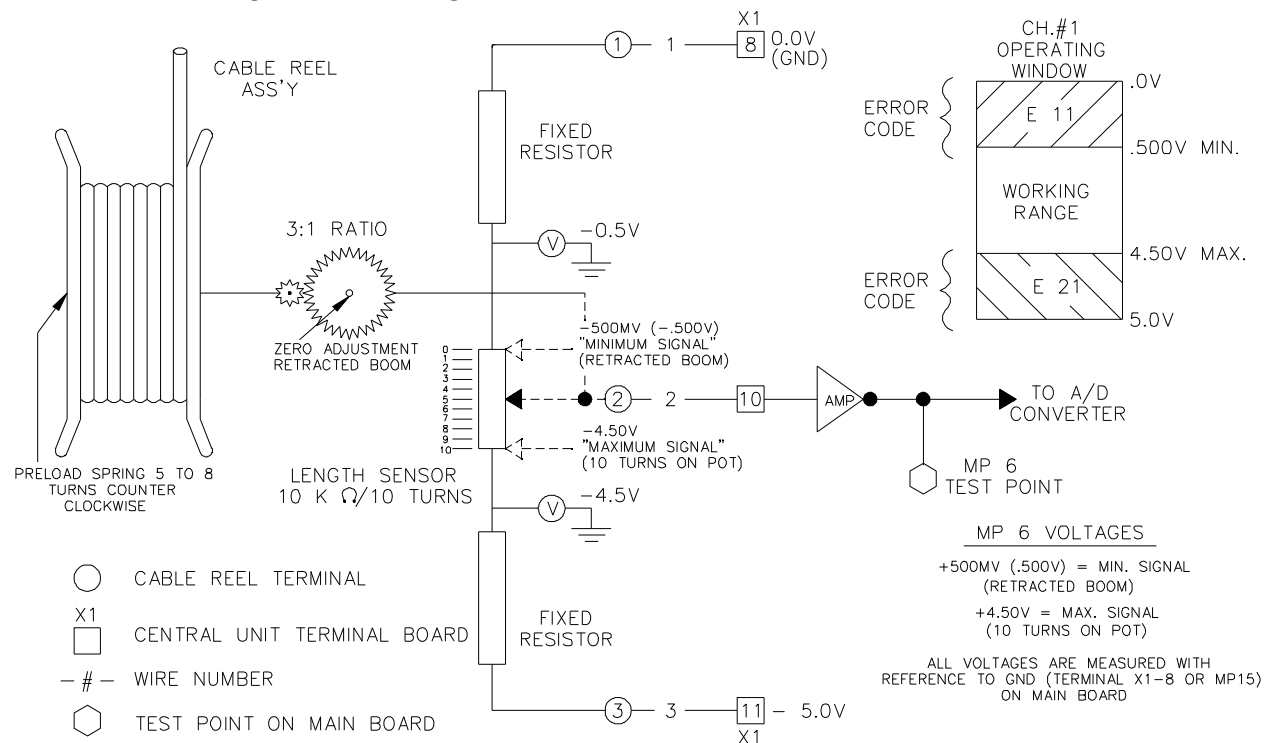 X1
1
1
8
0.0V
(GND)
CABLE REEL
ASS'Y
FIXED
RESISTOR
3:1 RATIO
-0.5V
V
ZERO ADJUSTMENT
RETRACTED BOOM
-500MV (-.500V)
"MINIMUM SIGNAL"
(RETRACTED BOOM)
0
1
2
3
4
5
6
7
8
9
10
2
2
10
AMP
TO A/D
CONVERTER
-4.50V
"MAXIMUM SIGNAL"
(10 TURNS ON POT)
MP 6
TEST POINT
PRELOAD SPRING 5 TO 8
TURNS COUNTER
CLOCKWISE
LENGTH SENSOR
10 K Ω/10 TURNS
-4.5V
V
FIXED
RESISTOR
3
3
11
- 5.0V
X1
CH.#1
OPERATING
WINDOW
.0V
ERROR
CODE
E 11
.500V MIN.
WORKING
RANGE
4.50V MAX.
ERROR
CODE
E 21
5.0V
MP 6 VOLTAGES
+500MV (.500V) = MIN. SIGNAL
(RETRACTED BOOM)
+4.50V = MAX. SIGNAL
(10 TURNS ON POT)
ALL VOLTAGES ARE MEASURED WITH
REFERENCE TO GND (TERMINAL X1-8 OR MP15)
ON MAIN BOARD
CABLE REEL TERMINAL
X1
CENTRAL UNIT TERMINAL BOARD
-#- WIRE NUMBER
TEST POINT ON MAIN BOARD